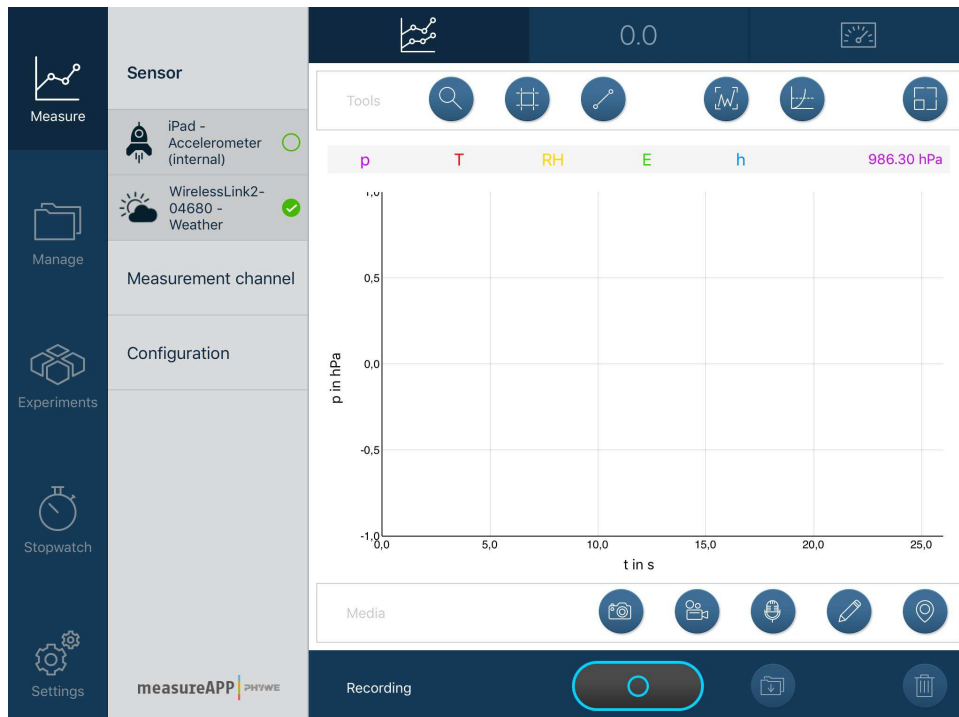 Measure
Manage
Experiments
Stopwatch
Settings
Sensor
iPad -
Accelerometer
(internal)
WirelessLink2-
04680 -
Weather
Measurement channel
Configuration
measureAPP PHYWE
0.0
Tools
p T RH E h 986.30 hPa
1,0
0,5
0,0
-0,5
-1,0
p in hPa
0,0 5,0 10,0 15,0 20,0 25,0
t in s
Media
Recording